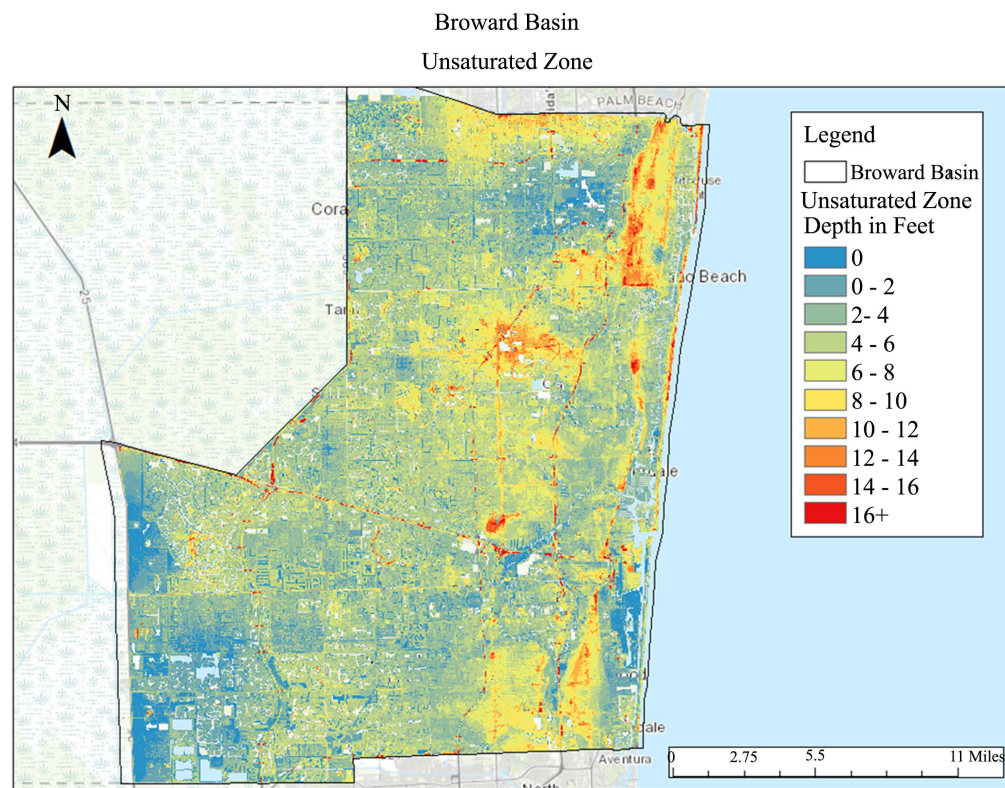 Broward Basin
Unsaturated Zone
N
PALM BEACH
Legend
Broward Basin
Unsaturated Zone
Depth in Feet
0
0 - 2
2- 4
4 - 6
6 - 8
8 - 10
10 - 12
12 - 14
14 - 16
16+
Cora
Beach
25
Aventura
North
0 2.75 5.5 11 Miles